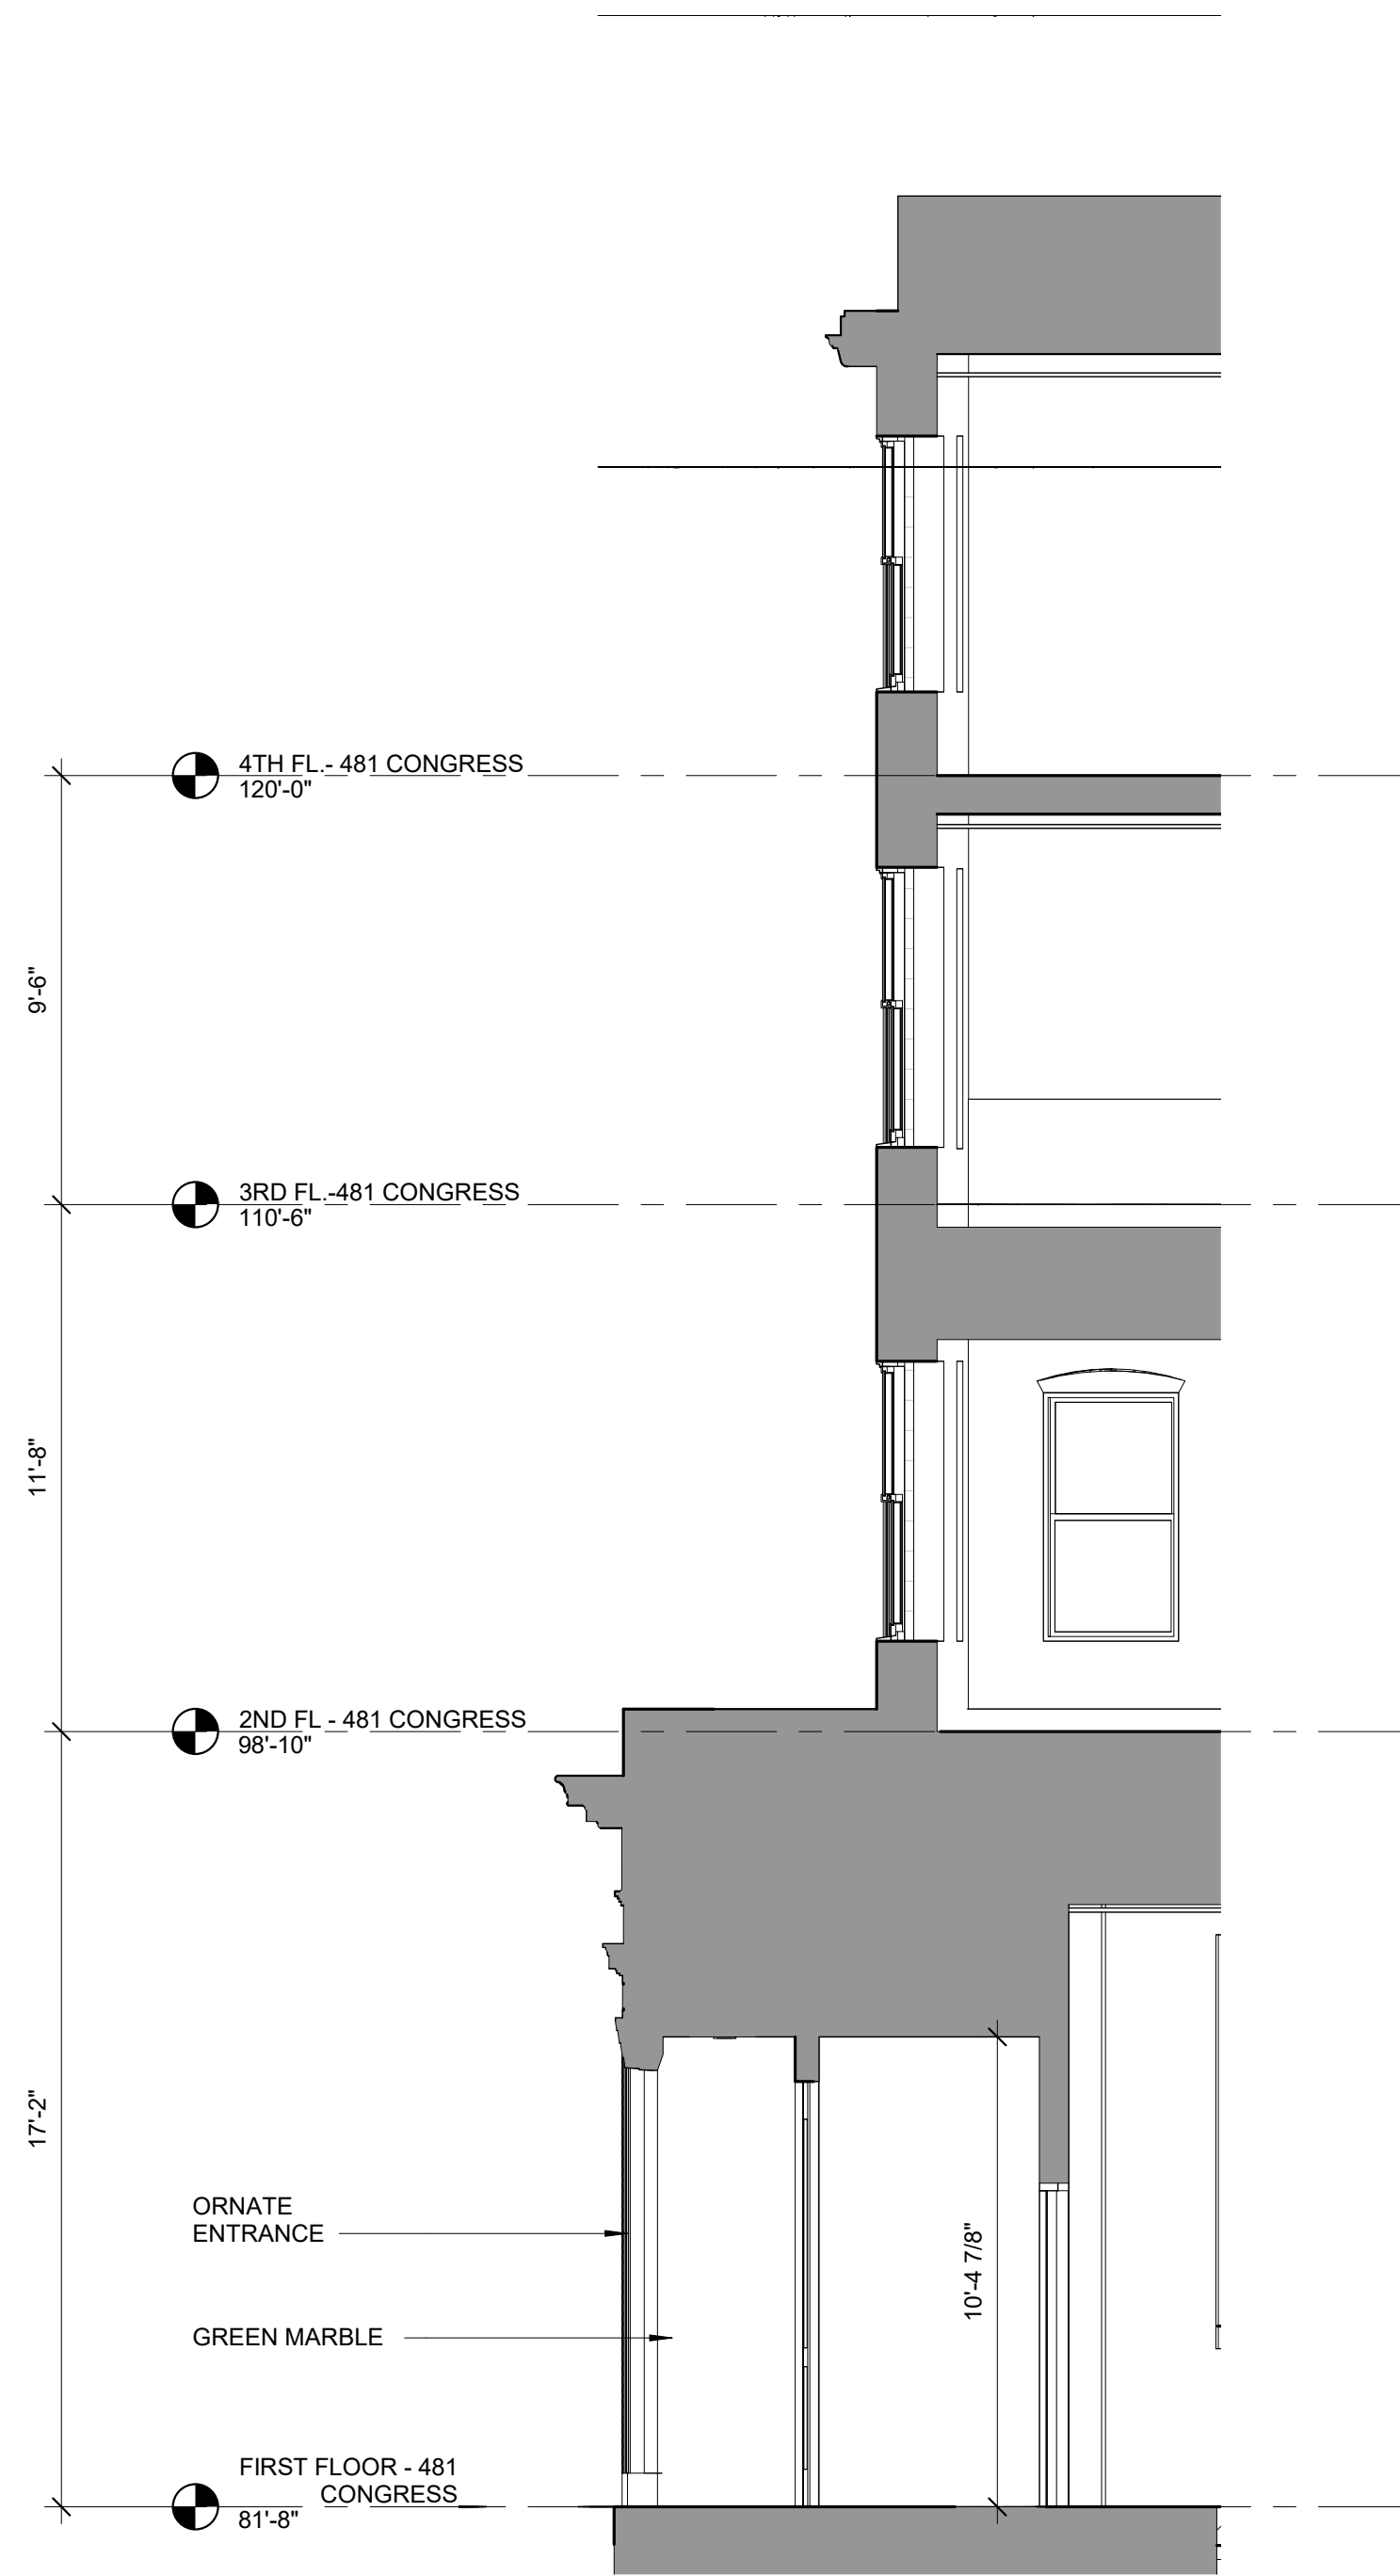 4TH FL.- 481 CONGRESS
120'-0"
9'-6"
3RD FL.-481 CONGRESS
110'-6"
11'-8"
2ND FL - 481 CONGRESS
98'-10"
17'-2"
ORNATE
ENTRANCE
10'-4 7/8"
GREEN MARBLE
FIRST FLOOR - 481
CONGRESS
81'-8"